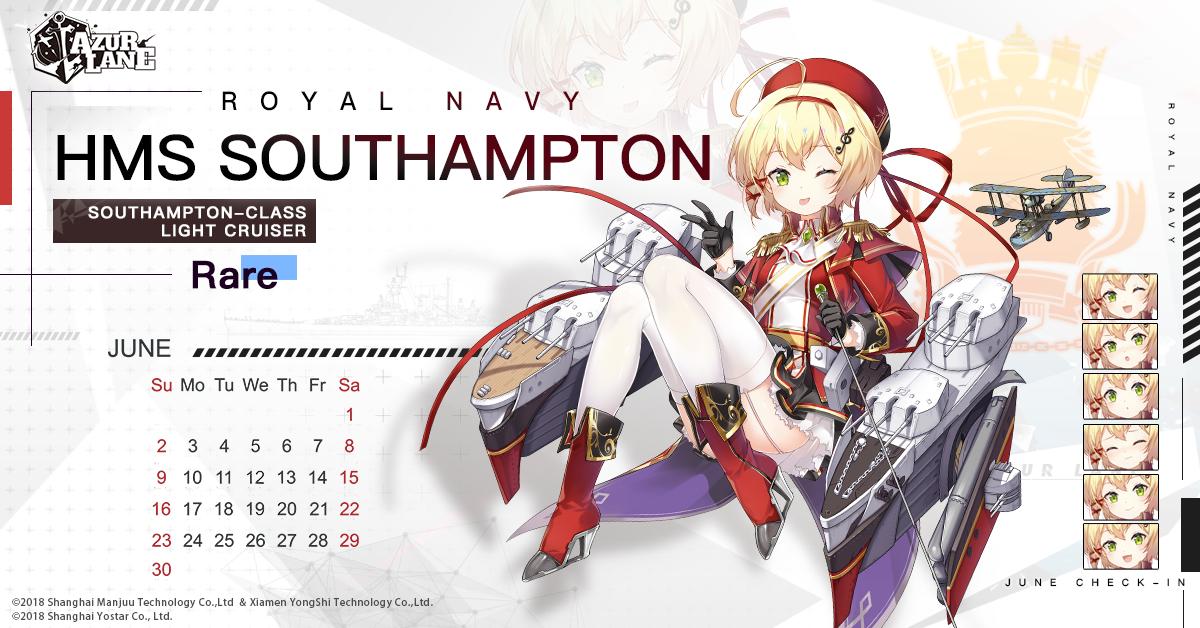 AZUR
LANE
ROYAL NAVY
HMS SOUTHAMPTON
SOUTHAMPTON-CLASS
LIGHT CRUISER
Rare
JUNE
Su Mo Tu We Th Fr Sa
1
2 3 4 5 6 7 8
9 10 11 12 13 14 15
16 17 18 19 20 21 22
23 24 25 26 27 28 29
30
©2018 Shanghai Manjuu Technology Co.,Ltd & Xiamen YongShi Technology Co.,Ltd.
©2018 Shanghai Yostar Co., Ltd.
ROYAL NAVY
JUNE CHECK-IN